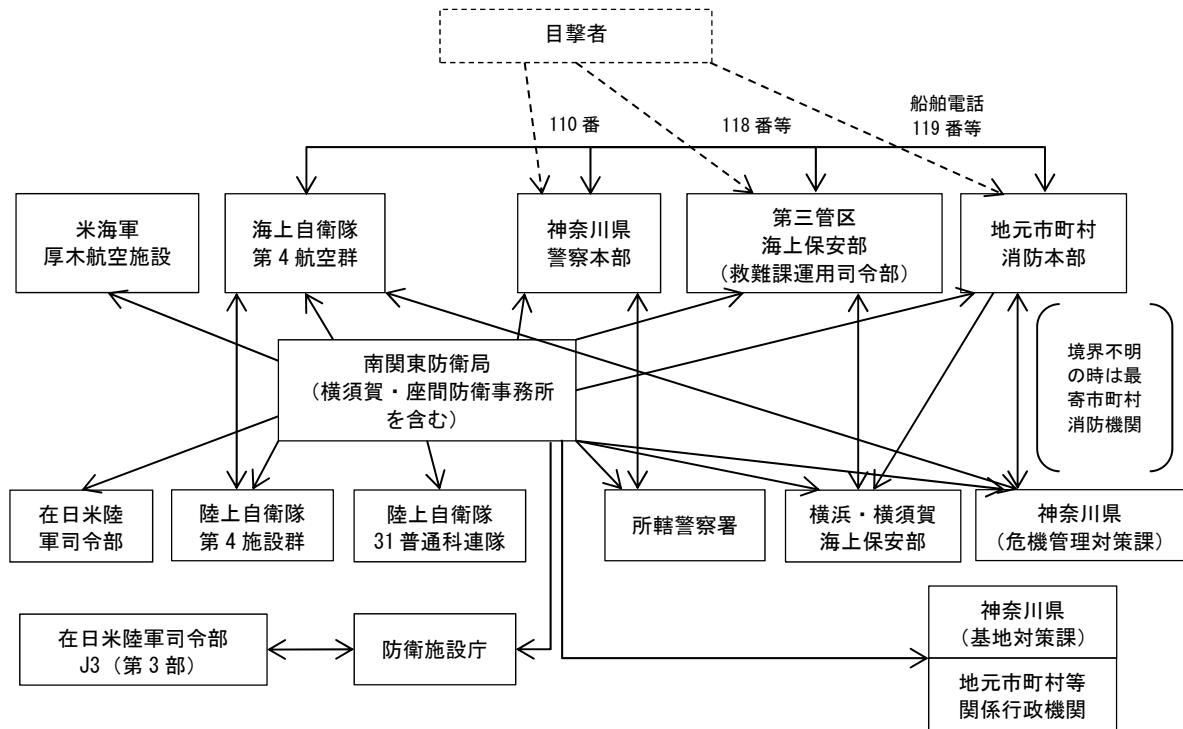 目撃者
船舶電話
110 番
118 番等
119 番等
米海軍
厚木航空施設
海上自衛隊
第 4 航空群
神奈川県
警察本部
第三管区
海上保安部
（救難課運用司令部）
地元市町村
消防本部
南関東防衛局
（横須賀・座間防衛事務所
を含む）
境界不明
の時は最
寄市町村
消防機関
在日米陸
軍司令部
陸上自衛隊
第 4 施設群
陸上自衛隊
31 普通科連隊
所轄警察署
横浜・横須賀
海上保安部
神奈川県
（危機管理対策課）
在日米陸軍司令部
J3（第 3 部）
防衛施設庁
神奈川県
（基地対策課）
地元市町村等
関係行政機関